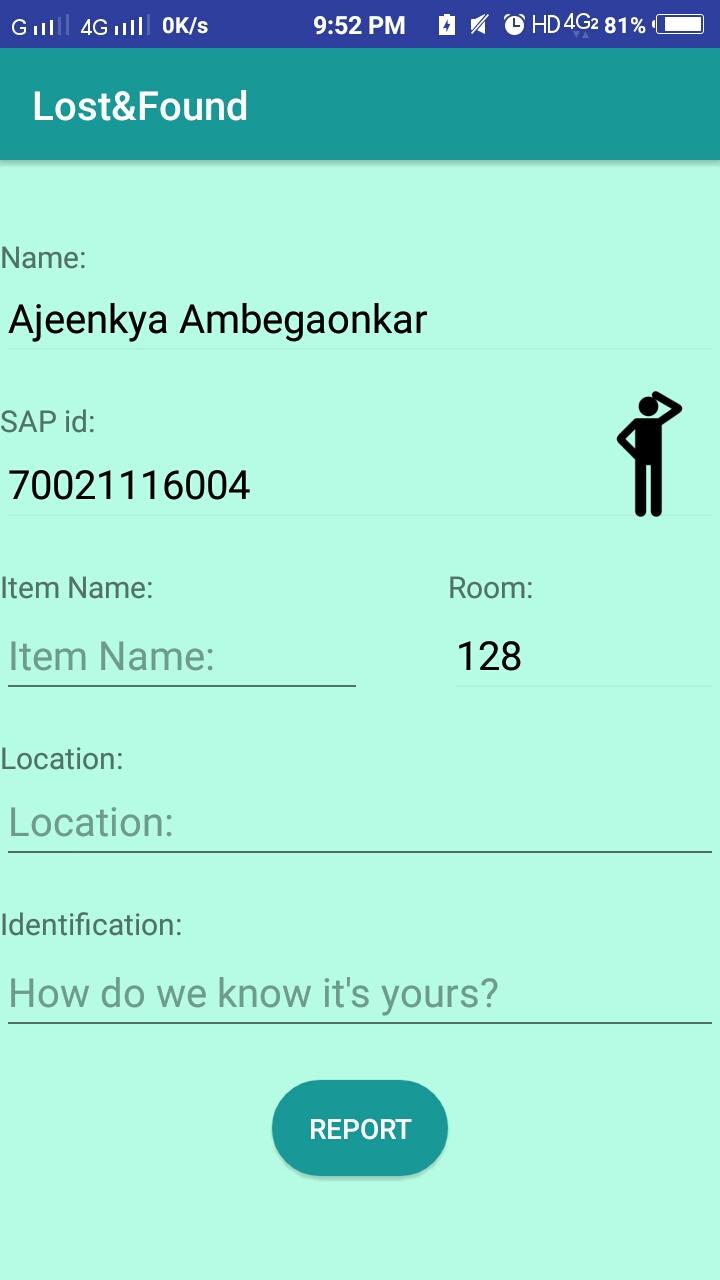 G 4G 0K/s 9:52 PM HD 4G2 81%
Lost&Found
Name:
Ajeenkya Ambegaonkar
SAP id:
70021116004
Item Name: Room:
Item Name: 128
Location:
Location:
Identification:
How do we know it's yours?
REPORT